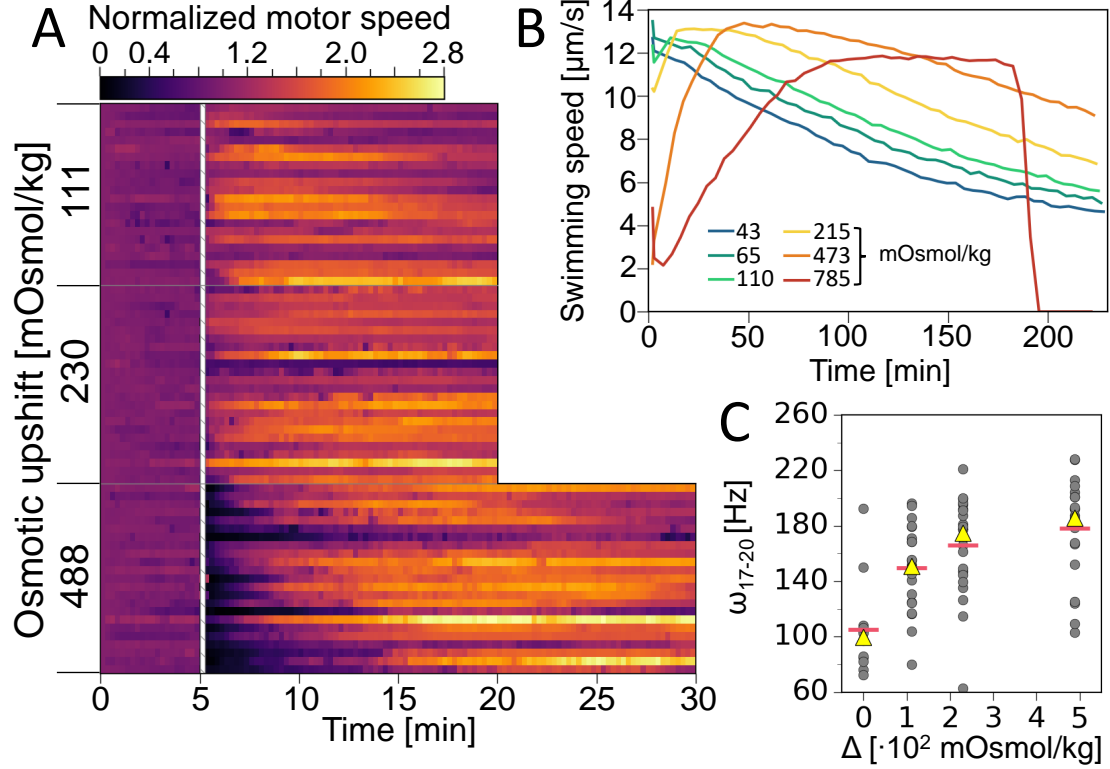 A
Normalized motor speed
0 0.4 1.2 2.0 2.8
Osmotic upshift [mOsmol/kg]
111
230
488
0 5 10 15 20 25 30
Time [min]
B
Swimming speed [µm/s]
14
12
10
8
6
4
2
0
43 215
65 473
110 785
mOsmol/kg
0 50 100 150 200
Time [min]
C
ω17-20 [Hz]
260
220
180
140
100
60
0 1 2 3 4 5
Δ [·10² mOsmol/kg]